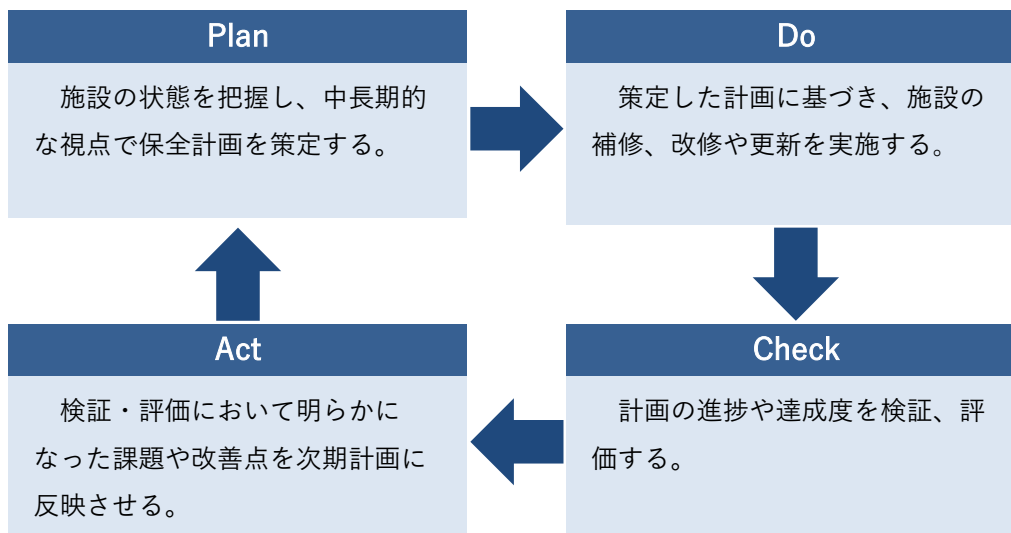 Plan
施設の状態を把握し、中長期的
な視点で保全計画を策定する。
Do
策定した計画に基づき、施設の
補修、改修や更新を実施する。
Act
検証・評価において明らかに
なった課題や改善点を次期計画に
反映させる。
Check
計画の進捗や達成度を検証、評
価する。